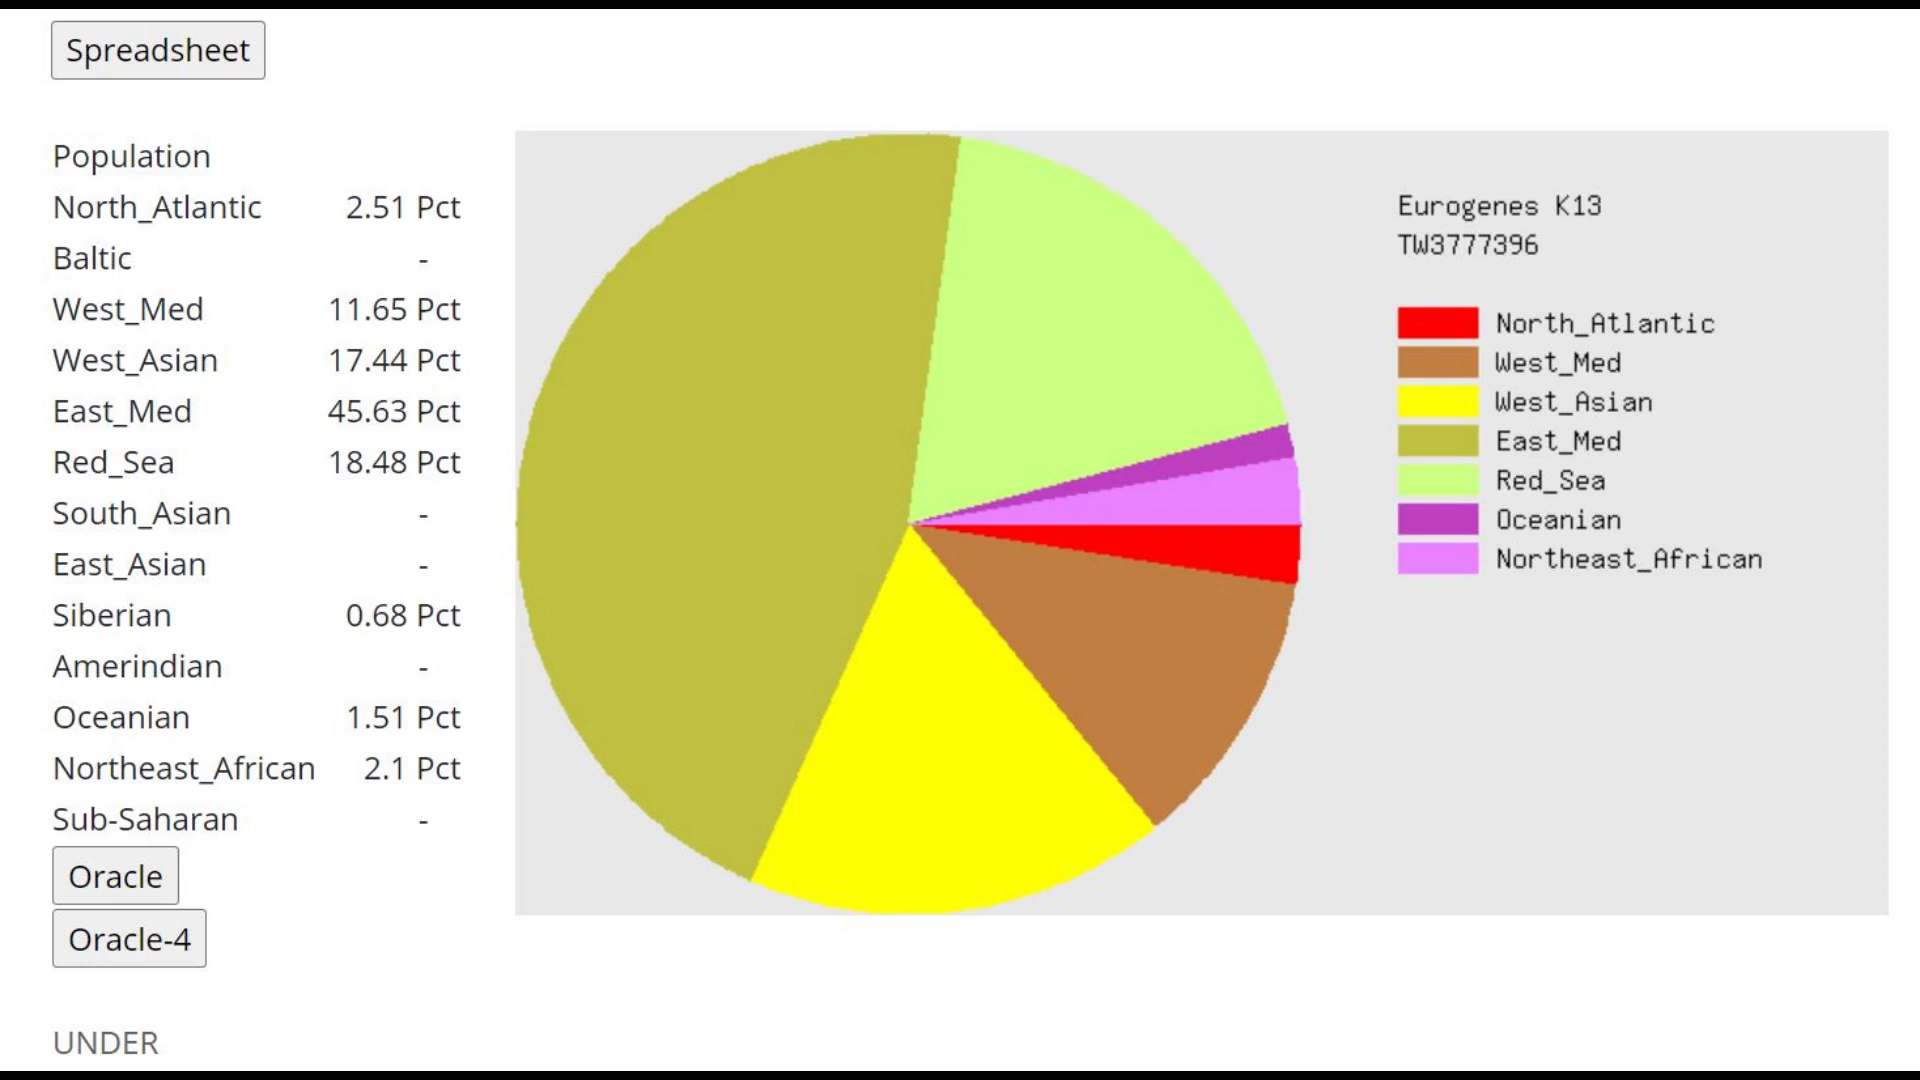 Spreadsheet
Population
North_Atlantic 2.51 Pct
Baltic -
West_Med 11.65 Pct
West_Asian 17.44 Pct
East_Med 45.63 Pct
Red_Sea 18.48 Pct
South_Asian -
East_Asian -
Siberian 0.68 Pct
Amerindian -
Oceanian 1.51 Pct
Northeast_African 2.1 Pct
Sub-Saharan -
Oracle
Oracle-4
UNDER
Eurogenes K13
TW3777396
North_Atlantic
West_Med
West_Asian
East_Med
Red_Sea
Oceanian
Northeast_African